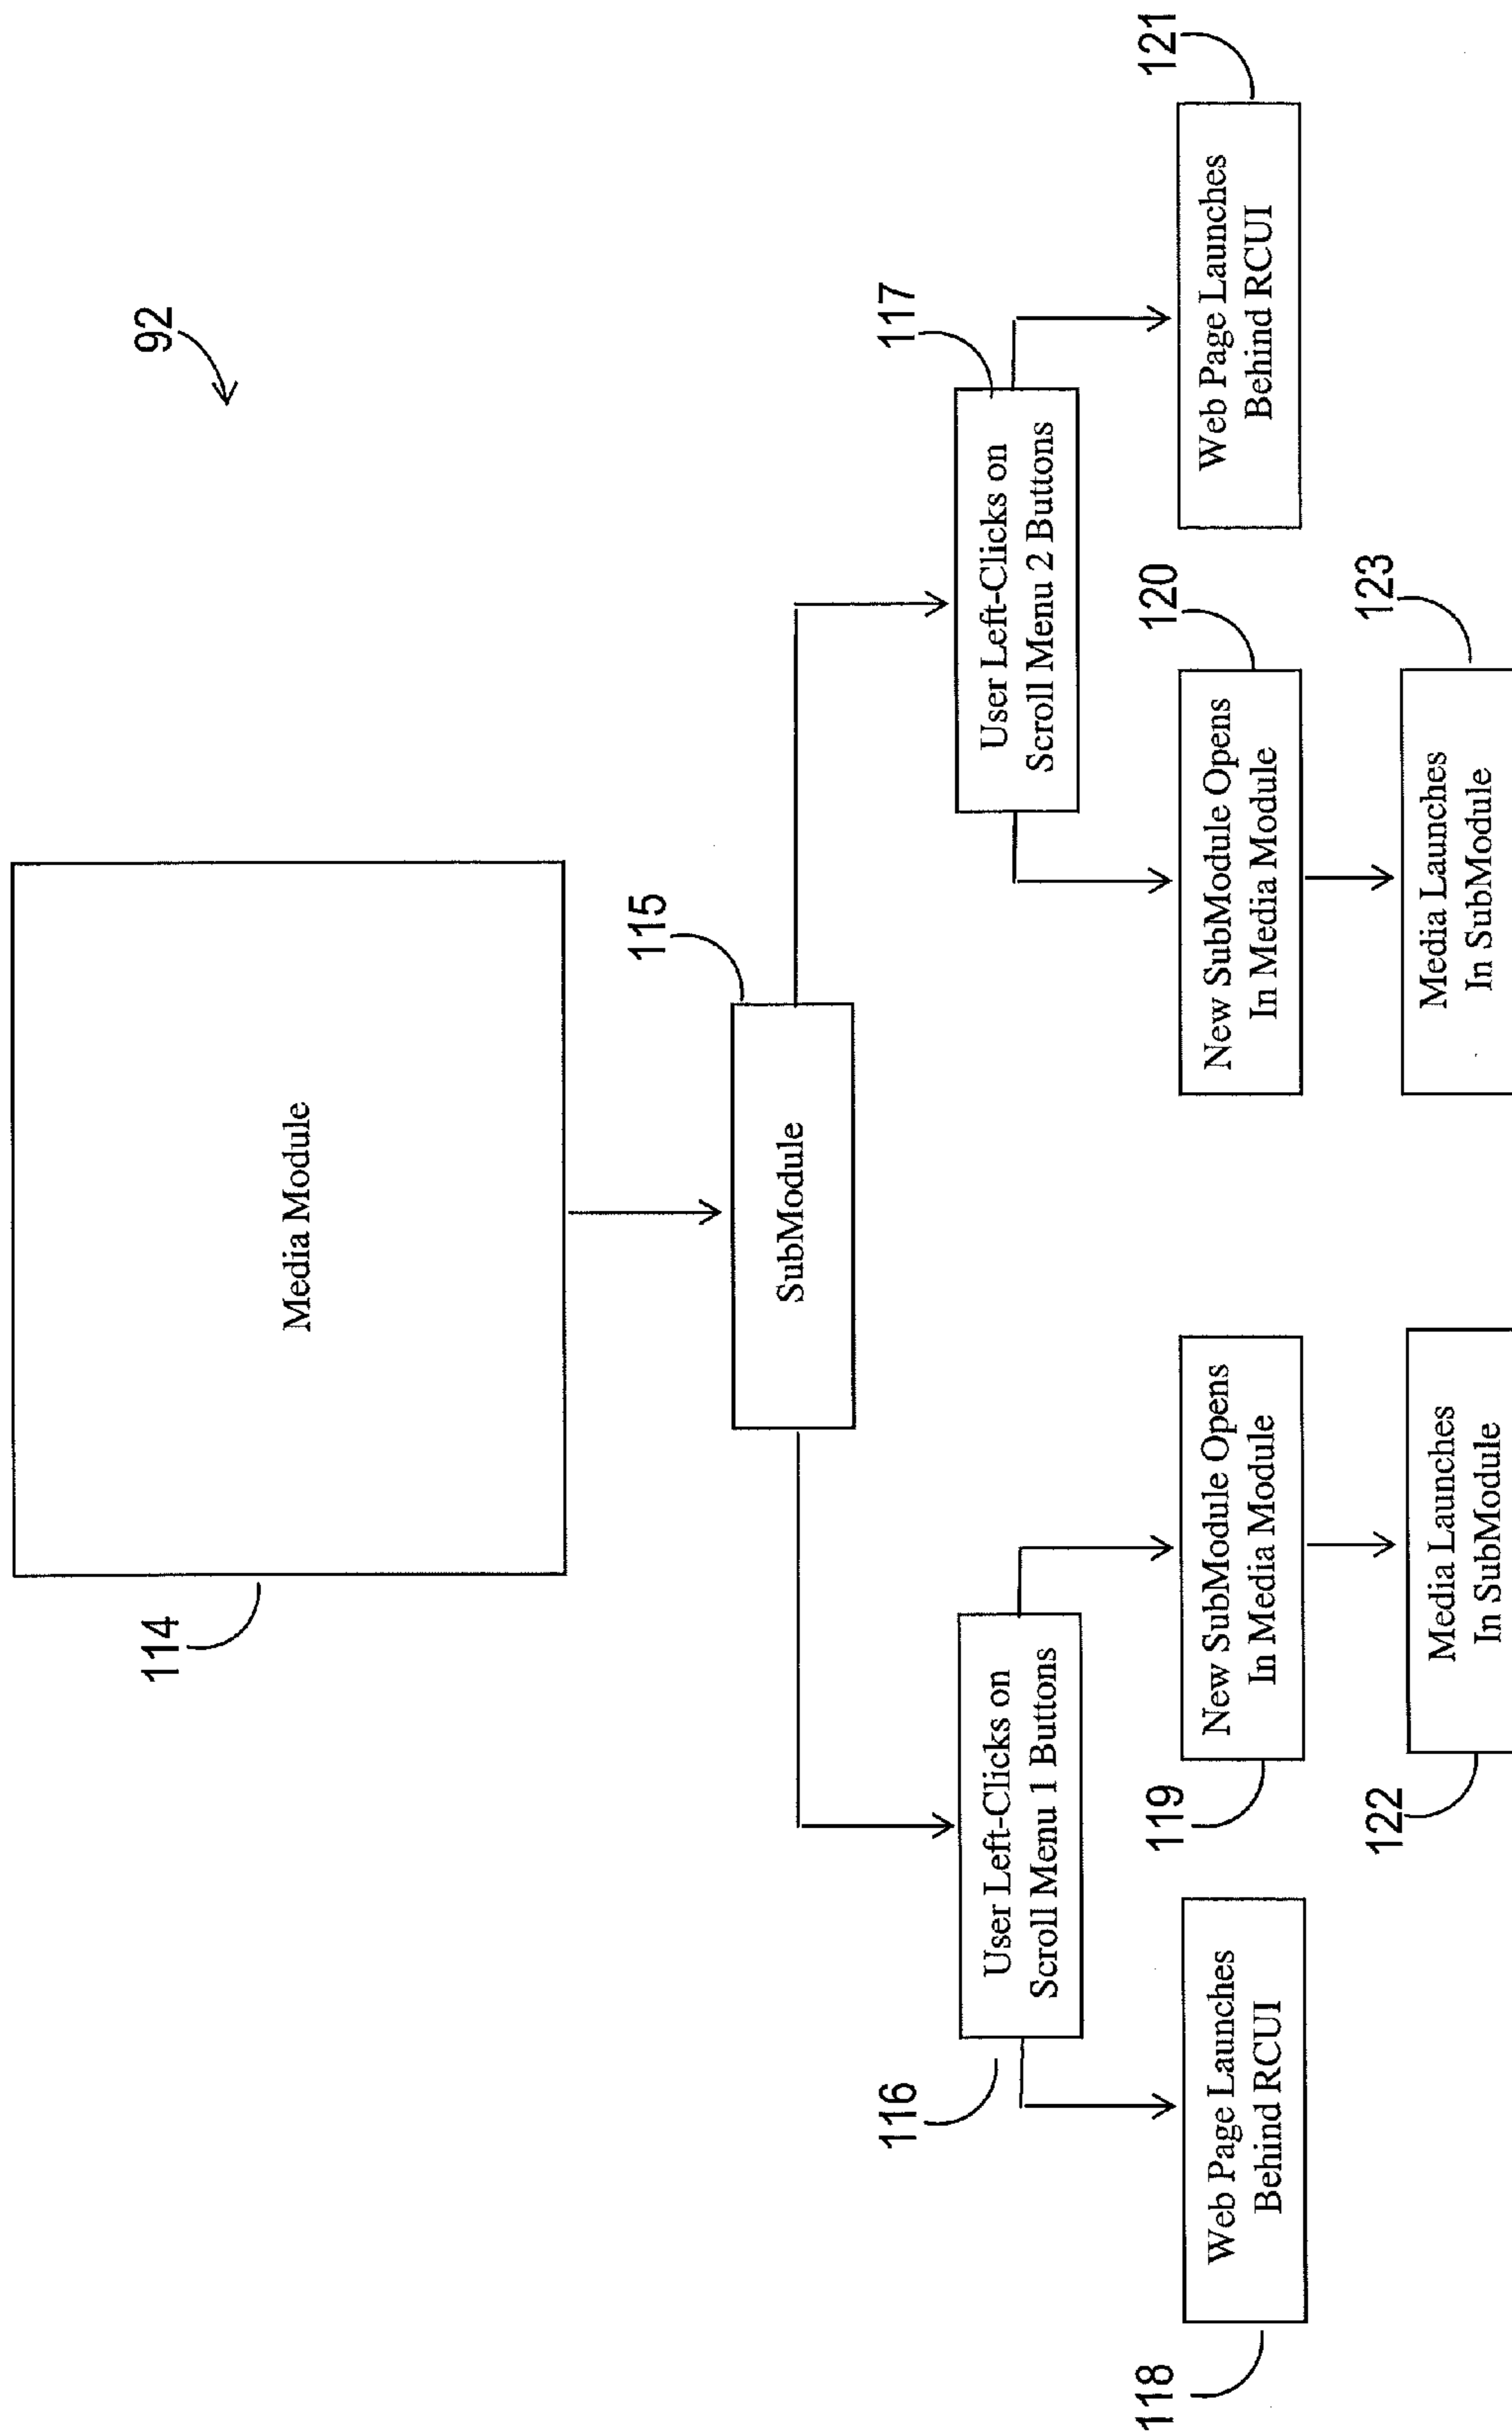 92
Media Module
114
115
SubModule
117
User Left-Clicks on
Scroll Menu 1 Buttons
116
User Left-Clicks on
Scroll Menu 2 Buttons
118
Web Page Launches
Behind RCUI
119
New SubModule Opens
In Media Module
120
New SubModule Opens
In Media Module
121
Web Page Launches
Behind RCUI
122
Media Launches
In SubModule
123
Media Launches
In SubModule